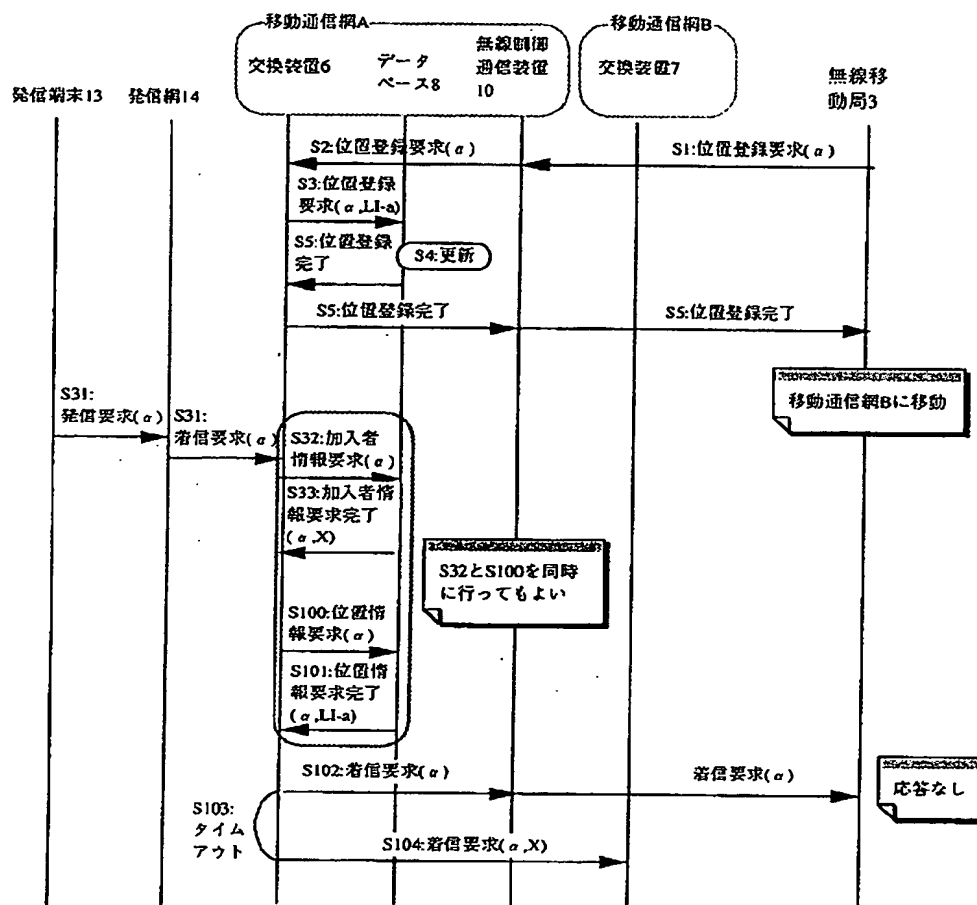 移動通信網A
移動通信網B
交換装置6
データ
ベース8
無線制御
通信装置
10
交換装置7
無線移
動局3
発信端末13
発信網14
S2:位置登録要求(α)
S1:位置登録要求(α)
S3:位置登録
要求(α,LI-a)
S5:位置登録
完了
S4:更新
S5:位置登録完了
S5:位置登録完了
移動通信網Bに移動
S31:
発信要求(α)
S31:
着信要求(α)
S32:加入者
情報要求(α)
S33:加入者情
報要求完了
(α,X)
S32とS100を同時
に行ってもよい
S100:位置情
報要求(α)
S101:位置情
報要求完了
(α,LI-a)
S102:着信要求(α)
着信要求(α)
応答なし
S103:
タイム
アウト
S104:着信要求(α,X)